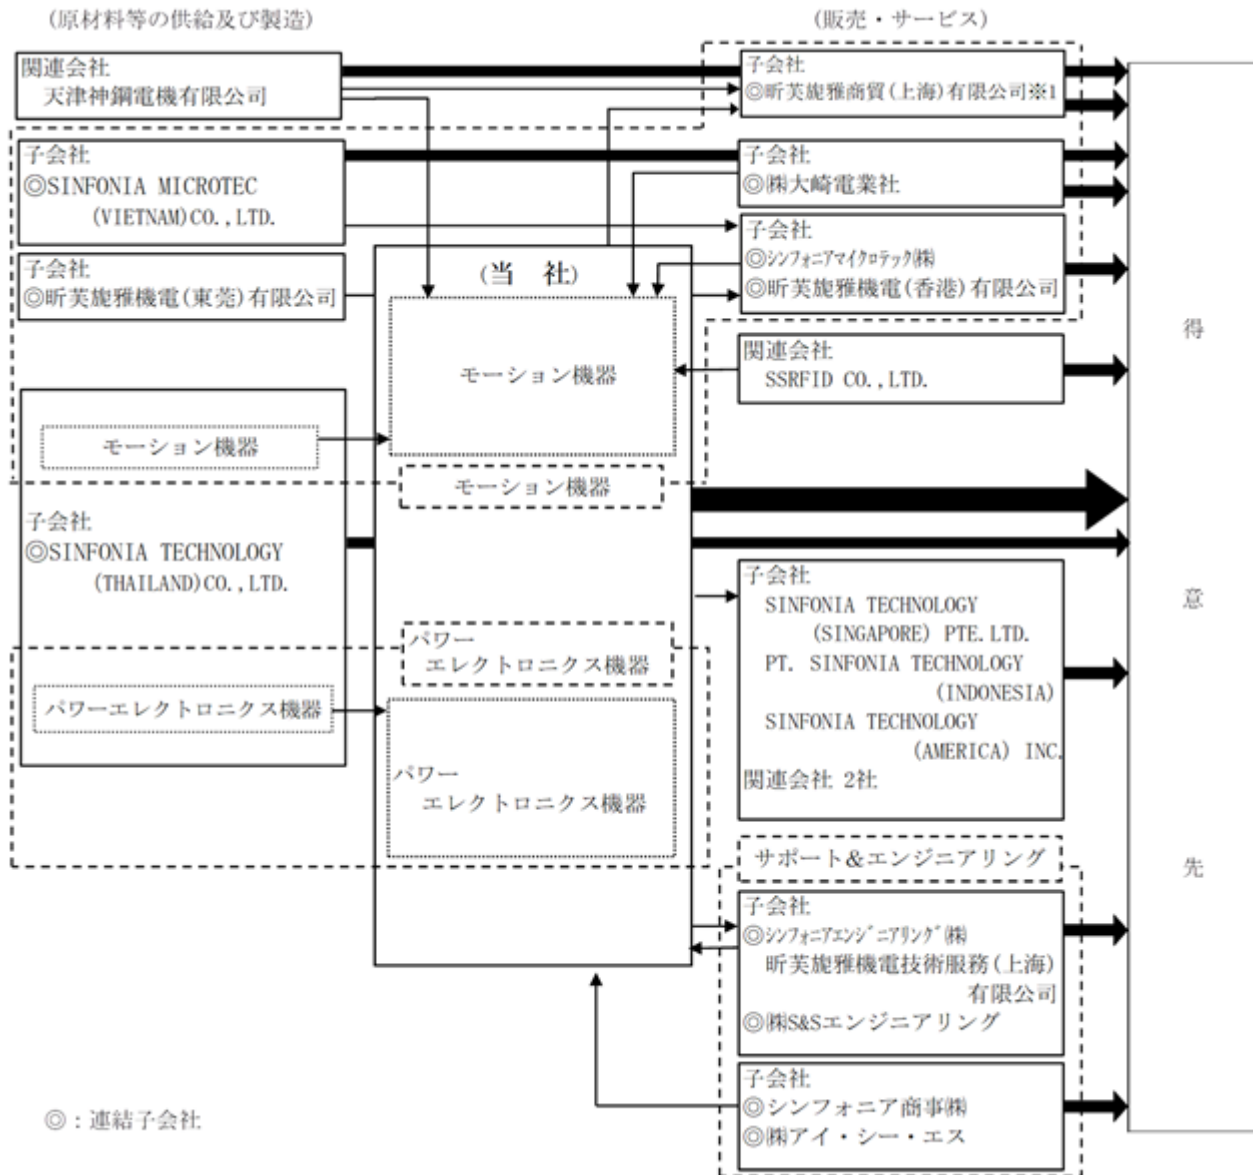 (原材料等の供給及び製造)
(販売・サービス)
関連会社
天津神鋼電機有限公司
子会社
◎SINFONIA MICROTEC
(VIETNAM)CO.,LTD.
子会社
◎昕芙旎雅機電(東莞)有限公司
モーション機器
子会社
◎SINFONIA TECHNOLOGY
(THAILAND)CO.,LTD.
パワーエレクトロニクス機器
(当 社)
モーション機器
モーション機器
パワー
エレクトロニクス機器
パワー
エレクトロニクス機器
子会社
◎昕芙旎雅商貿(上海)有限公司※1
子会社
◎㈱大崎電業社
子会社
◎シンフォニアマイクロテック㈱
◎昕芙旎雅機電(香港)有限公司
関連会社
SSRFID CO.,LTD.
子会社
SINFONIA TECHNOLOGY
(SINGAPORE) PTE.LTD.
PT. SINFONIA TECHNOLOGY
(INDONESIA)
SINFONIA TECHNOLOGY
(AMERICA) INC.
関連会社 2社
サポート&エンジニアリング
子会社
◎シンフォニアエンジニアリング㈱
昕芙旎雅機電技術服務(上海)
有限公司
◎㈱S&Sエンジニアリング
子会社
◎シンフォニア商事㈱
◎㈱アイ・シー・エス
得
意
先
◎：連結子会社